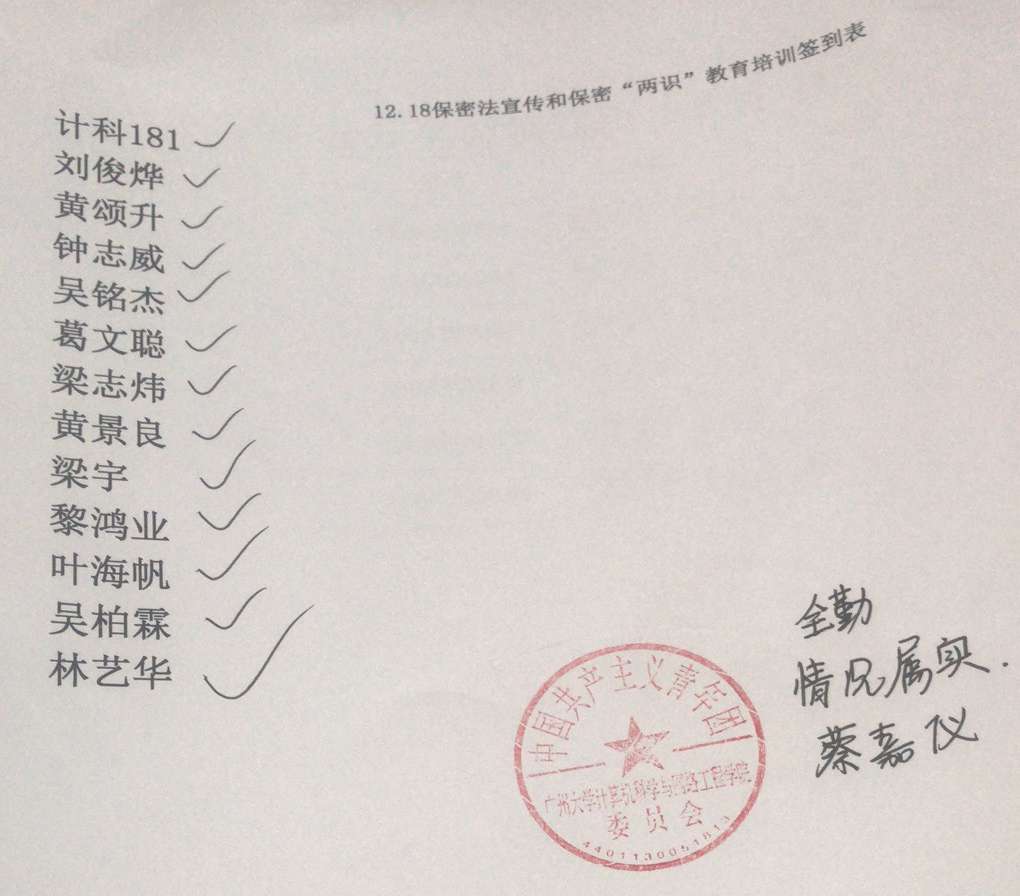 12.18保密法宣传和保密“两识”教育培训签到表
计科181
刘俊烨
黄颂升
钟志威
吴铭杰
葛文聪
梁志炜
黄景良
梁宇
黎鸿业
叶海帆
吴柏霖
林艺华
全勤
情况属实.
蔡嘉仪
中国共产主义青年团
广州大学计算机科学与网络工程学院
委员会
4401130051813